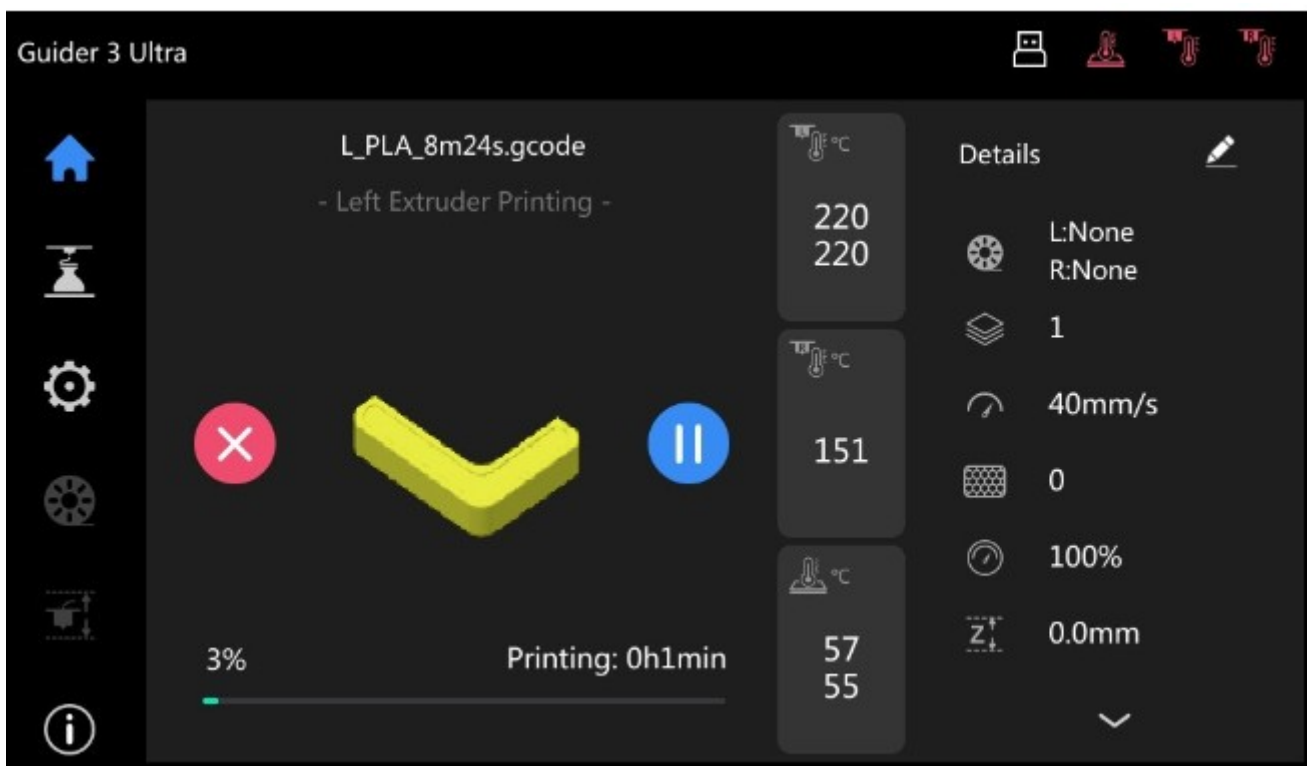 Guider 3 Ultra
L_PLA_8m24s.gcode
- Left Extruder Printing -
3%
Printing: 0h1min
L °C
220
220
R °C
151
°C
57
55
Details
L:None
R:None
1
40mm/s
0
100%
Z 0.0mm